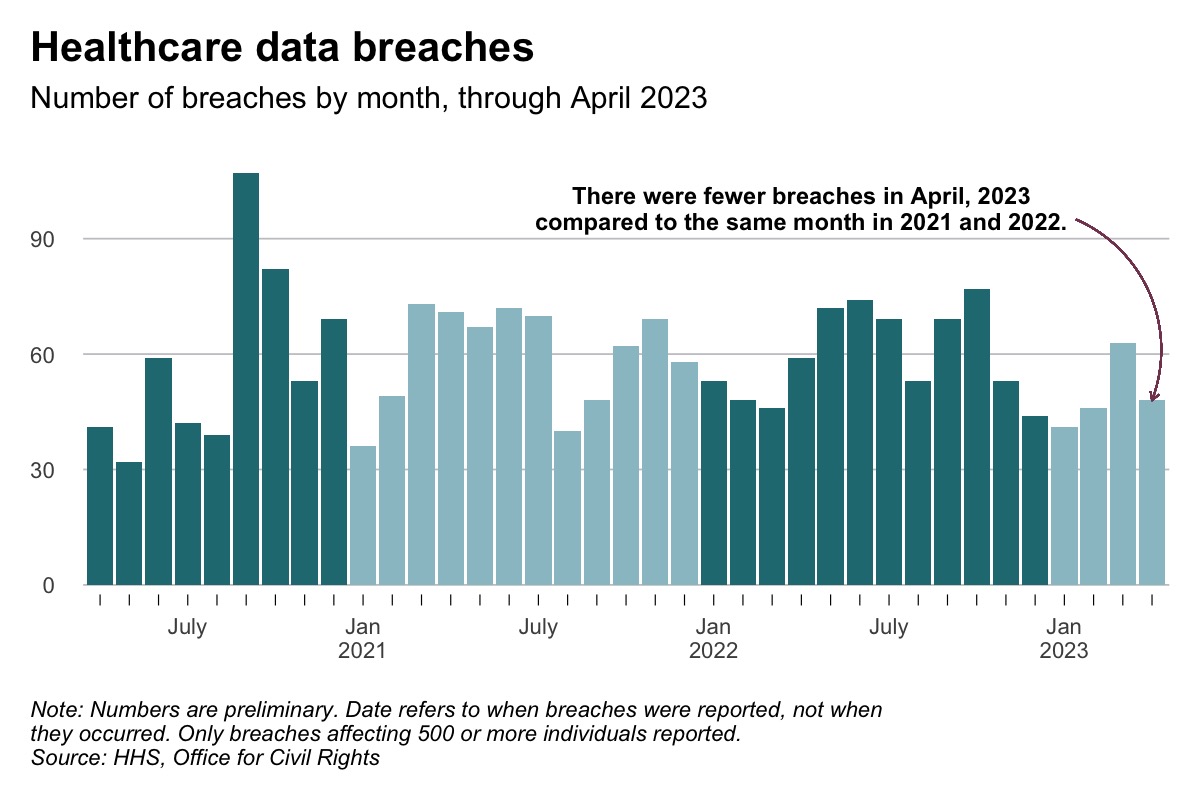 Healthcare data breaches
Number of breaches by month, through April 2023
There were fewer breaches in April, 2023
compared to the same month in 2021 and 2022.
90
60
30
0
July
Jan
2021
July
Jan
2022
July
Jan
2023
Note: Numbers are preliminary. Date refers to when breaches were reported, not when
they occurred. Only breaches affecting 500 or more individuals reported.
Source: HHS, Office for Civil Rights